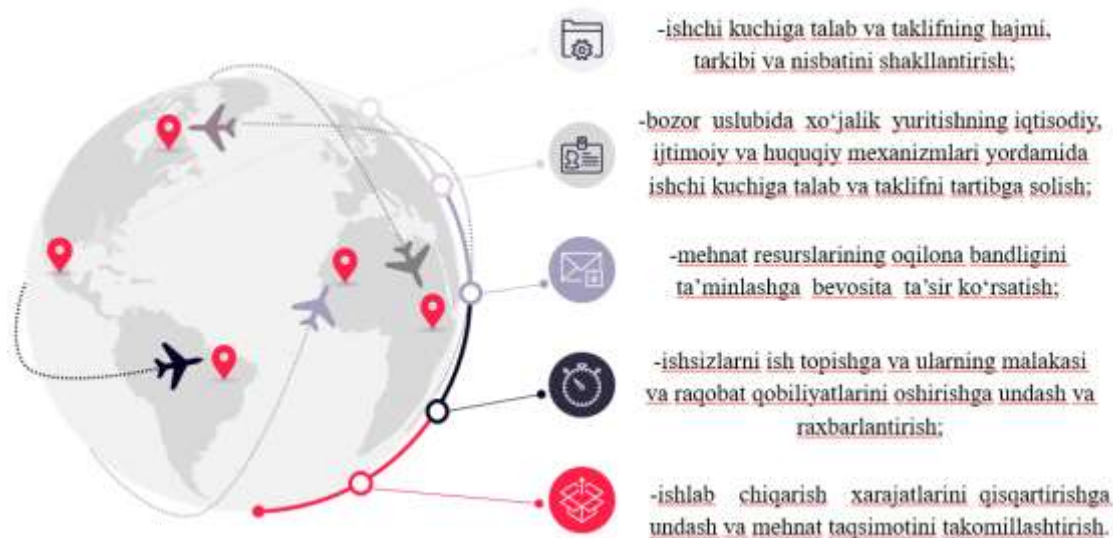 -ishchi kuchiga talab va taklifning hajmi,
tarkibi va nisbatini shakllantirish;
-bozor uslubida xo‘jalik yuritishning iqtisodiy,
ijtimoiy va huquqiy mexanizmlari yordamida
ishchi kuchiga talab va taklifni tartibga solish;
-mehnat resurslarining oqilona bandligini
ta’minlashga bevosita ta’sir ko‘rsatish;
-ishsizlarni ish topishga va ularning malakasi
va raqobat qobiliyatlarini oshirishga undash va
raxbarlantirish;
-ishlab chiqarish xarajatlarini qisqartirishga
undash va mehnat taqsimotini takomillashtirish.